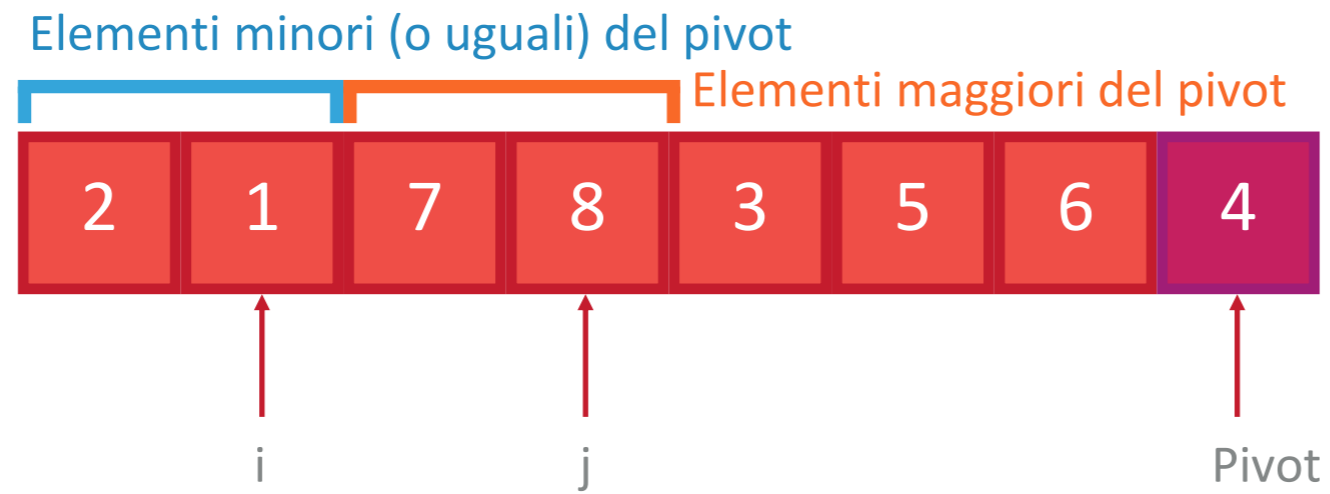 Elementi minori (o uguali) del pivot
Elementi maggiori del pivot
2 1 7 8 3 5 6 4
i j Pivot